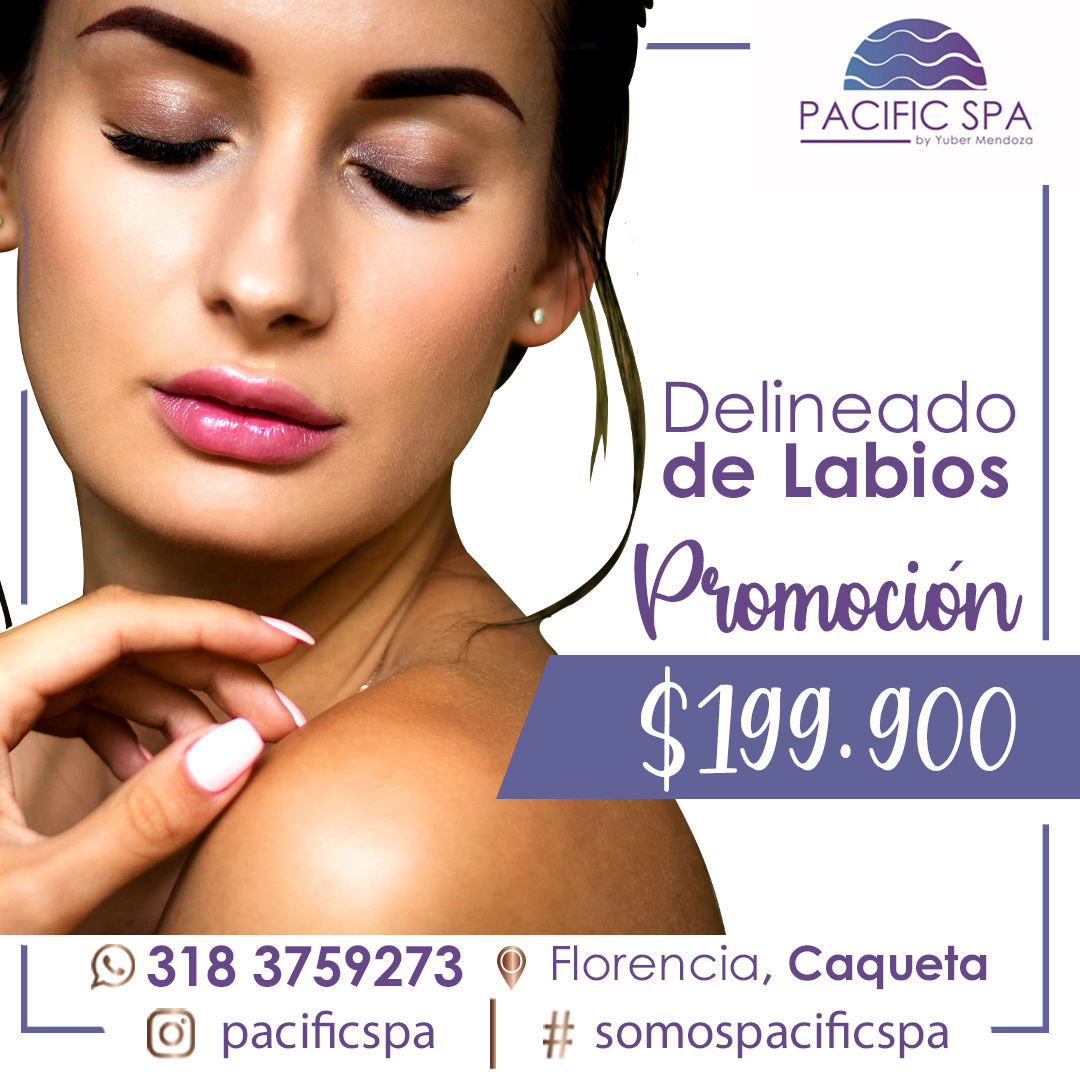 PACIFIC SPA
by Yuber Mendoza
Delineado
de Labios
Promoción
$199.900
318 3759273
Florencia, Caqueta
pacificspa
# somospacificspa